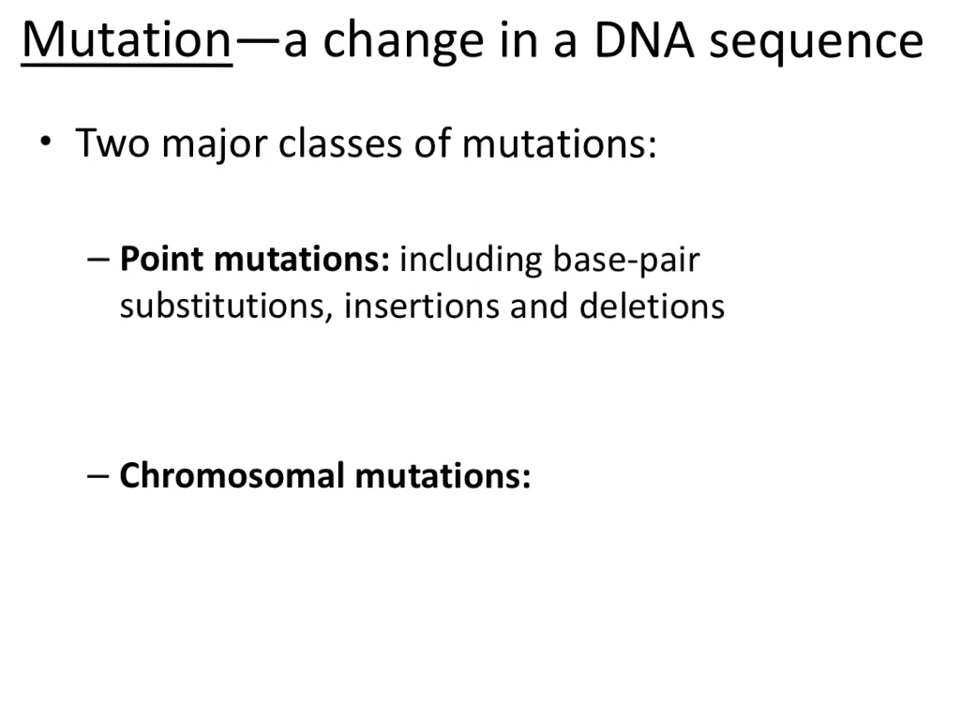 Mutation—a change in a DNA sequence
• Two major classes of mutations:
– Point mutations: including base-pair
substitutions, insertions and deletions
– Chromosomal mutations: